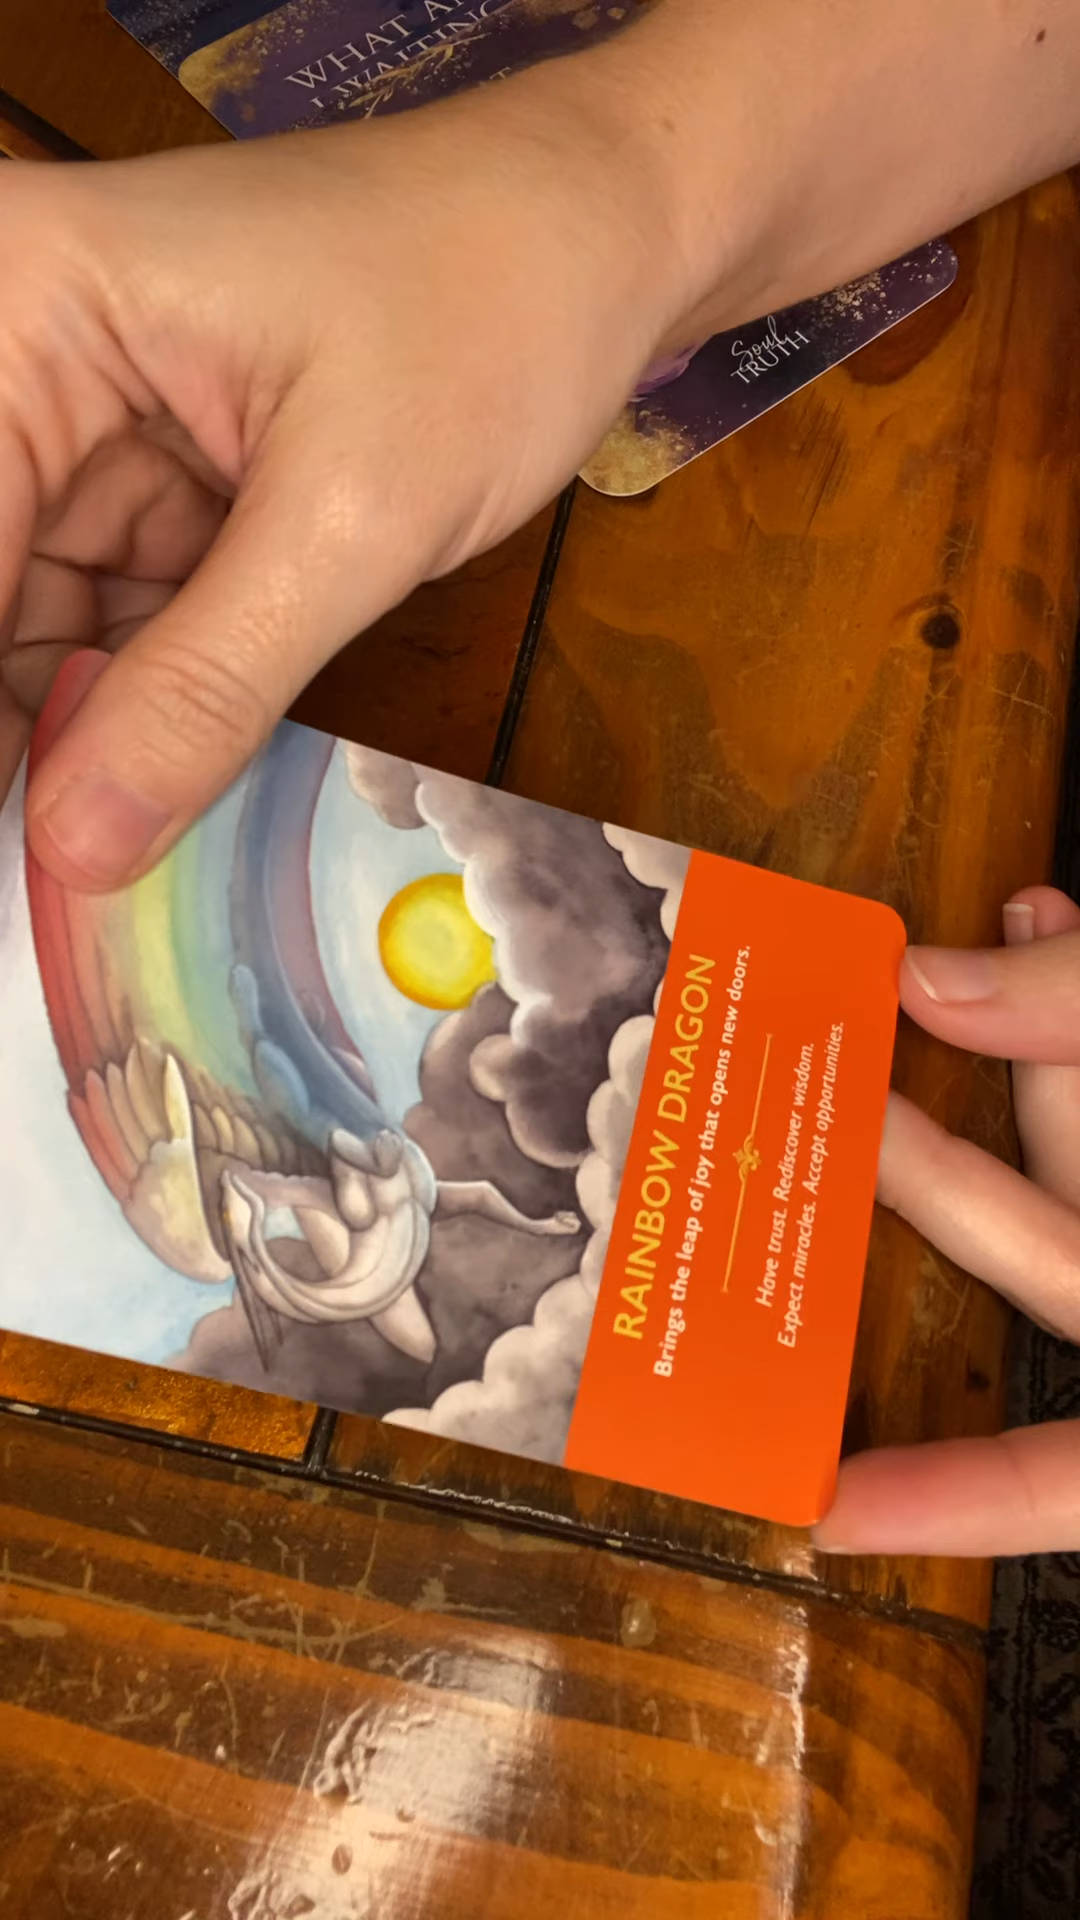 WHAT A
I WAITING
Soul
TRUTH
RAINBOW DRAGON
Brings the leap of joy that opens new doors.
Have trust. Rediscover wisdom.
Expect miracles. Accept opportunities.